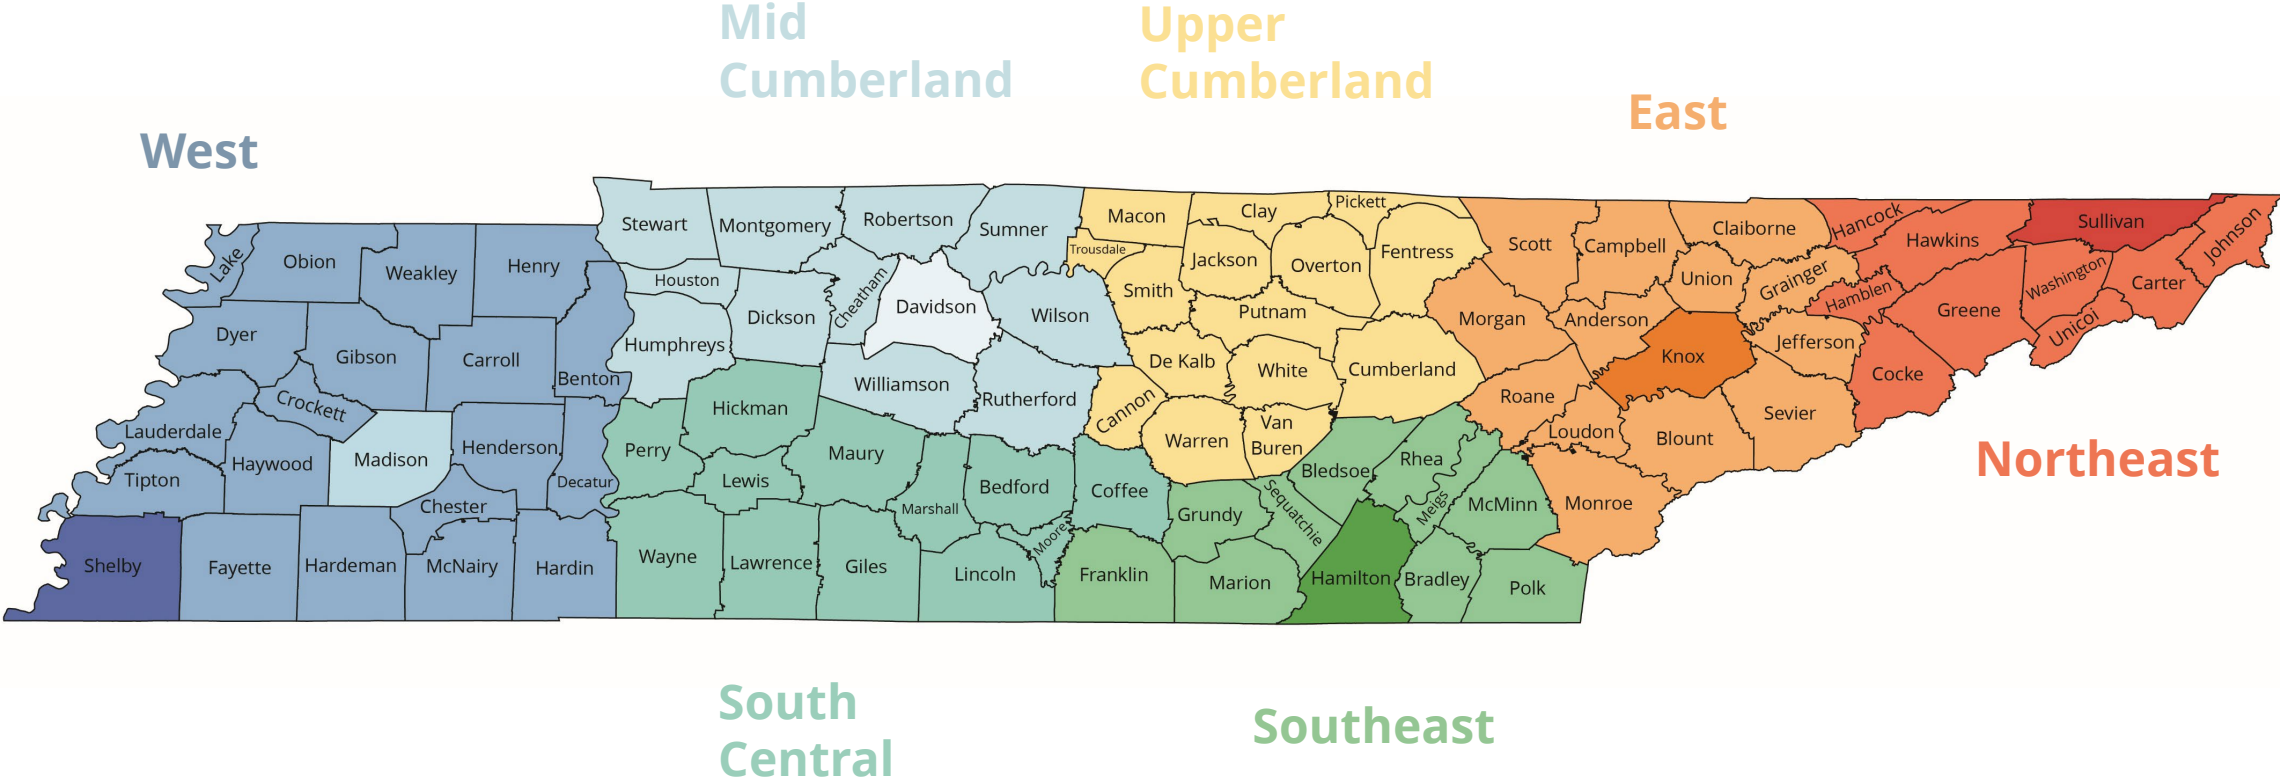 Mid
Cumberland
Upper
Cumberland
East
West
Northeast
South
Central
Southeast
Lake
Obion
Weakley
Henry
Dyer
Gibson
Carroll
Benton
Crockett
Lauderdale
Tipton
Haywood
Madison
Henderson
Decatur
Chester
Shelby
Fayette
Hardeman
McNairy
Hardin
Stewart
Montgomery
Robertson
Sumner
Houston
Dickson
Cheatham
Davidson
Wilson
Humphreys
Williamson
Rutherford
Hickman
Perry
Lewis
Maury
Marshall
Bedford
Coffee
Moore
Wayne
Lawrence
Giles
Lincoln
Macon
Clay
Pickett
Trousdale
Smith
Jackson
Overton
Fentress
Putnam
De Kalb
White
Cumberland
Cannon
Warren
Van
Buren
Bledsoe
Rhea
Meigs
McMinn
Grundy
Sequatchie
Franklin
Marion
Hamilton
Bradley
Polk
Scott
Campbell
Claiborne
Union
Grainger
Morgan
Anderson
Knox
Jefferson
Roane
Loudon
Blount
Sevier
Monroe
Hancock
Hawkins
Sullivan
Johnson
Hamblen
Greene
Washington
Carter
Unicoi
Cocke